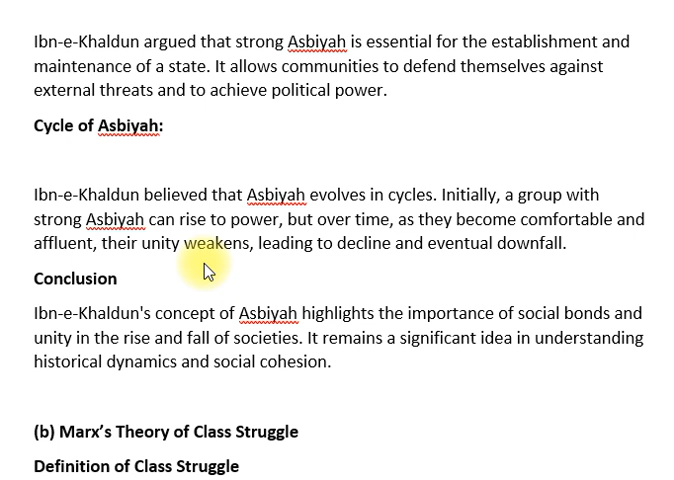 Ibn-e-Khaldun argued that strong Asbiyah is essential for the establishment and
maintenance of a state. It allows communities to defend themselves against
external threats and to achieve political power.
Cycle of Asbiyah:
Ibn-e-Khaldun believed that Asbiyah evolves in cycles. Initially, a group with
strong Asbiyah can rise to power, but over time, as they become comfortable and
affluent, their unity weakens, leading to decline and eventual downfall.
Conclusion
Ibn-e-Khaldun's concept of Asbiyah highlights the importance of social bonds and
unity in the rise and fall of societies. It remains a significant idea in understanding
historical dynamics and social cohesion.
(b) Marx’s Theory of Class Struggle
Definition of Class Struggle